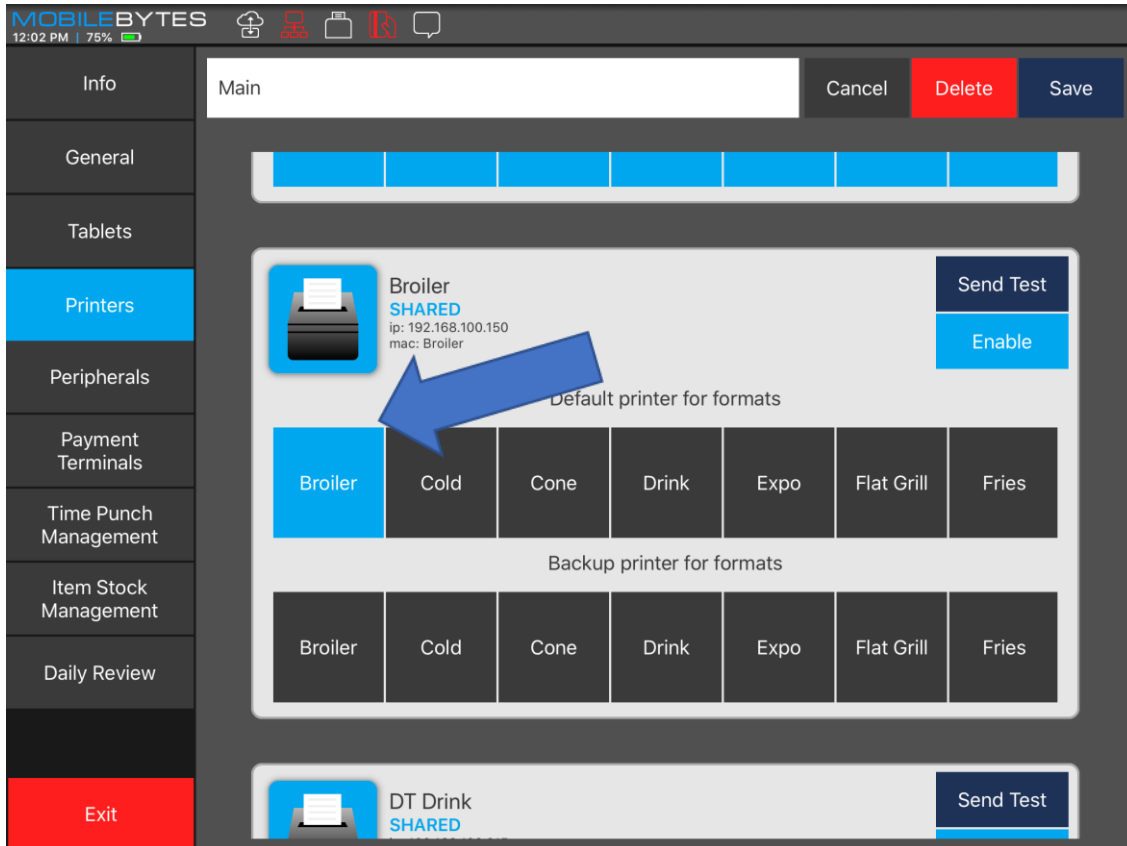 MOBILEBYTES
12:02 PM | 75%
Info
General
Tablets
Printers
Peripherals
Payment
Terminals
Time Punch
Management
Item Stock
Management
Daily Review
Exit
Main
Cancel
Delete
Save
Broiler
SHARED
ip: 192.168.100.150
mac: Broiler
Send Test
Enable
Default printer for formats
Broiler
Cold
Cone
Drink
Expo
Flat Grill
Fries
Backup printer for formats
Broiler
Cold
Cone
Drink
Expo
Flat Grill
Fries
DT Drink
SHARED
Send Test